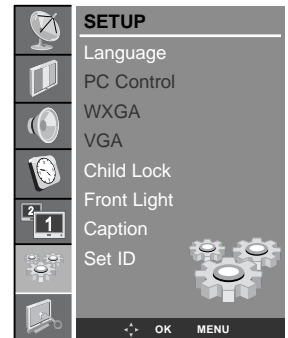 SETUP
Language
PC Control
WXGA
VGA
Child Lock
Front Light
Caption
Set ID
2
1
OK MENU